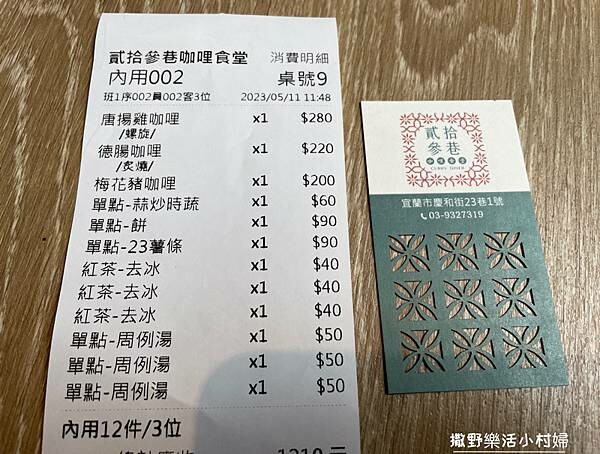 貳拾參巷咖哩食堂 消費明細
內用002 桌號9
班1序002員002客3位 2023/05/11 11:48
唐揚雞咖哩 x1 $280
/螺旋/
德腸咖哩 x1 $220
/炙燒/
梅花豬咖哩 x1 $200
單點-蒜炒時蔬 x1 $60
單點-餅 x1 $90
單點-23薯條 x1 $90
紅茶-去冰 x1 $40
紅茶-去冰 x1 $40
紅茶-去冰 x1 $40
單點-周例湯 x1 $50
單點-周例湯 x1 $50
單點-周例湯 x1 $50
內用12件/3位
貳拾
參巷
咖哩食堂
CURRY DINER
宜蘭市慶和街23巷1號
03-9327319
撒野樂活小村婦